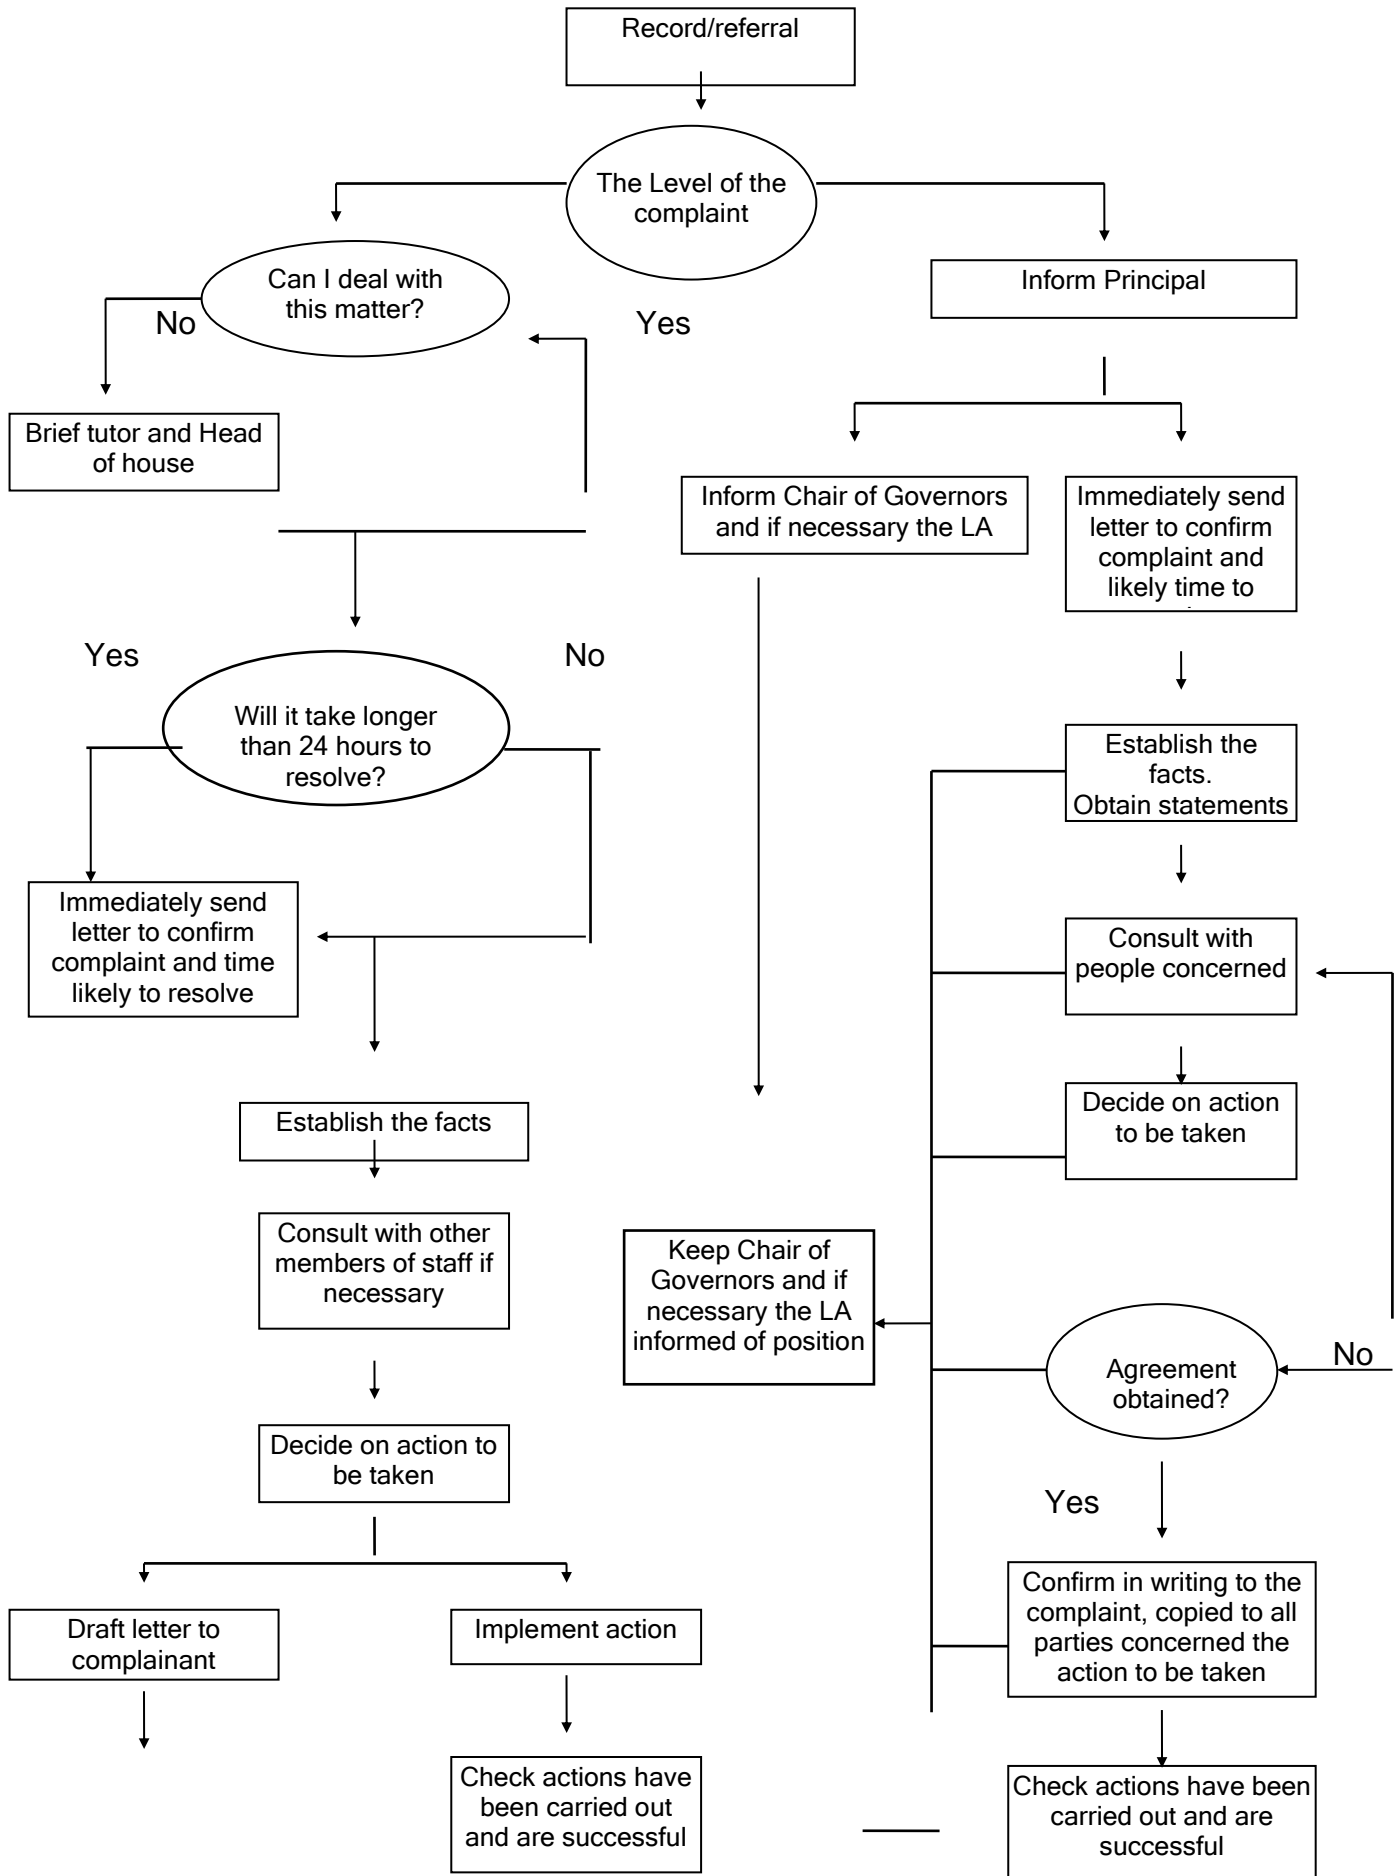 Record/referral
The Level of the
complaint
Can I deal with
this matter?
No
Yes
Inform Principal
Brief tutor and Head
of house
Inform Chair of Governors
and if necessary the LA
Immediately send
letter to confirm
complaint and
likely time to
Yes
No
Will it take longer
than 24 hours to
resolve?
Establish the
facts.
Obtain statements
Immediately send
letter to confirm
complaint and time
likely to resolve
Consult with
people concerned
Establish the facts
Decide on action
to be taken
Consult with other
members of staff if
necessary
Keep Chair of
Governors and if
necessary the LA
informed of position
Agreement
obtained?
No
Decide on action to
be taken
Yes
Draft letter to
complainant
Implement action
Confirm in writing to the
complaint, copied to all
parties concerned the
action to be taken
Check actions have
been carried out
and are successful
Check actions have been
carried out and are
successful